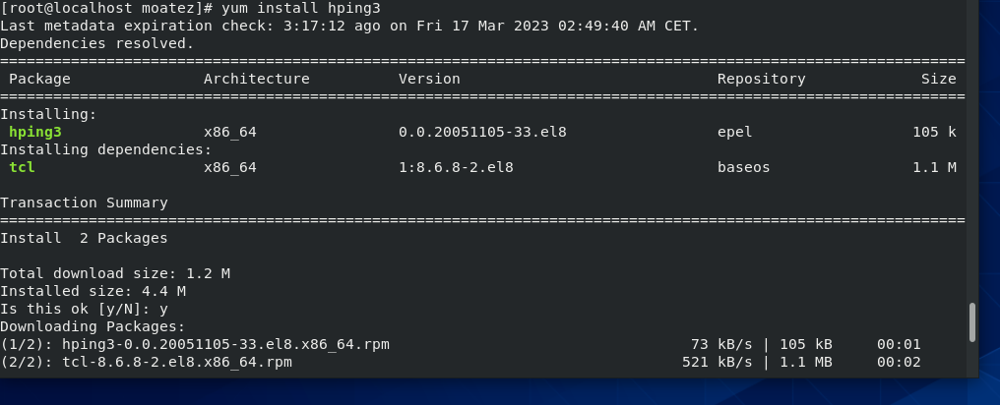 [root@localhost moatez]# yum install hping3
Last metadata expiration check: 3:17:12 ago on Fri 17 Mar 2023 02:49:40 AM CET.
Dependencies resolved.
=============================================================================================================
Package Architecture Version Repository Size
=============================================================================================================
Installing:
hping3 x86_64 0.0.20051105-33.el8 epel 105 k
Installing dependencies:
tcl x86_64 1:8.6.8-2.el8 baseos 1.1 M
Transaction Summary
=============================================================================================================
Install 2 Packages
Total download size: 1.2 M
Installed size: 4.4 M
Is this ok [y/N]: y
Downloading Packages:
(1/2): hping3-0.0.20051105-33.el8.x86_64.rpm 73 kB/s | 105 kB 00:01
(2/2): tcl-8.6.8-2.el8.x86_64.rpm 521 kB/s | 1.1 MB 00:02